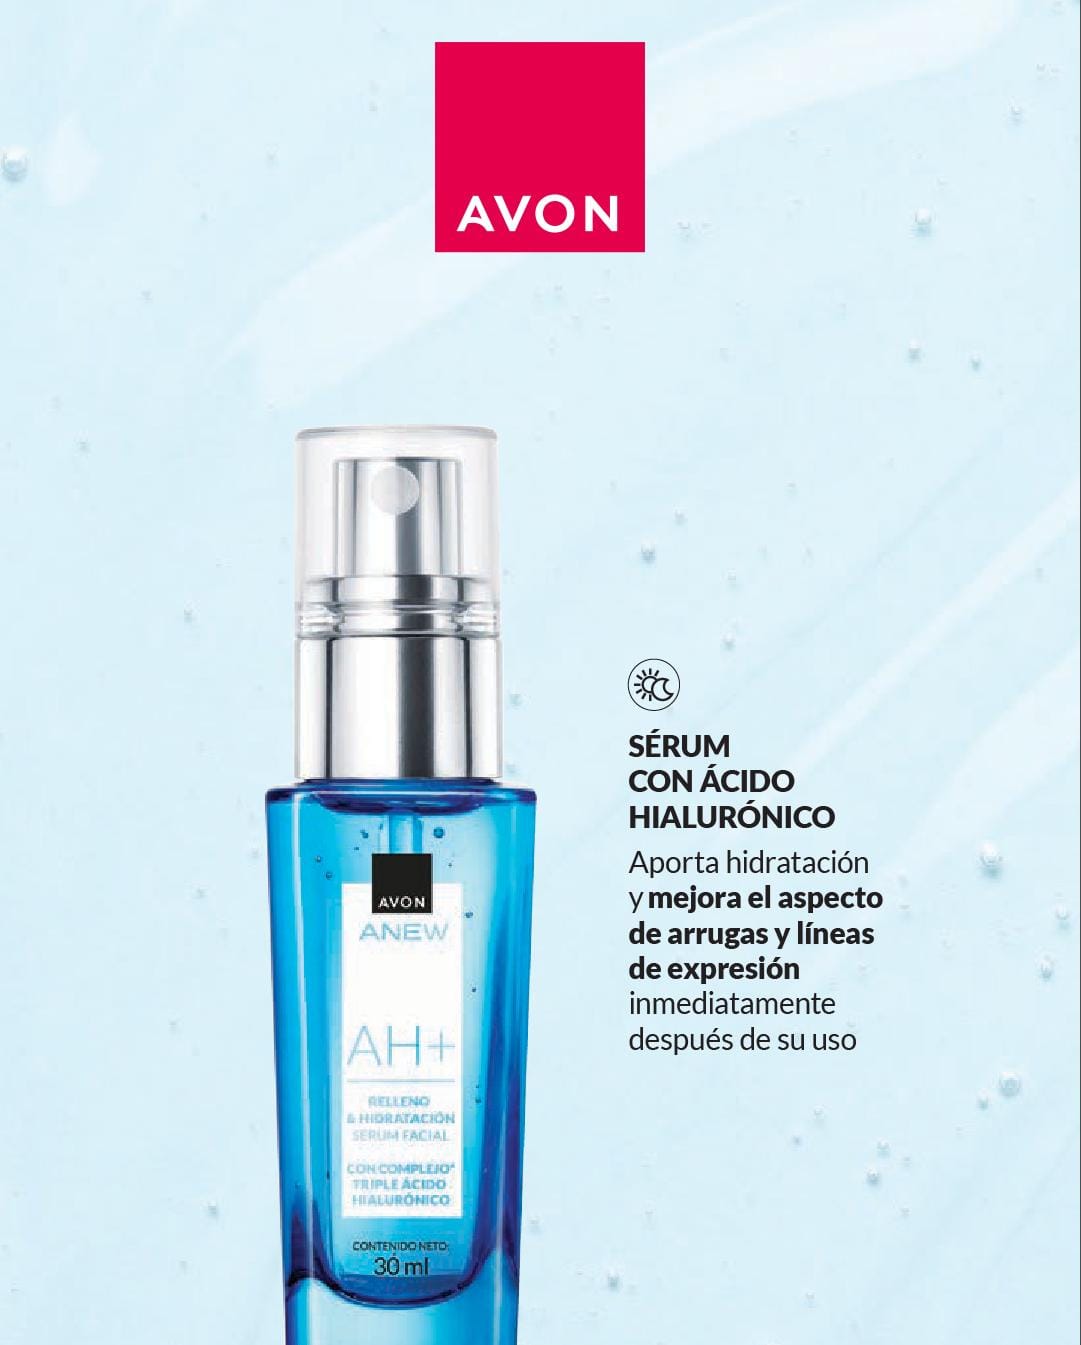 AVON
SÉRUM
CON ÁCIDO
HIALURÓNICO
Aporta hidratación
y mejora el aspecto
de arrugas y líneas
de expresión
inmediatamente
después de su uso
AVON
ANEW
AH+
RELLENO
& HIDRATACIÓN
SÉRUM FACIAL
CON COMPLEJO*
TRIPLE ÁCIDO
HIALURÓNICO
CONTENIDO NETO:
30 ml